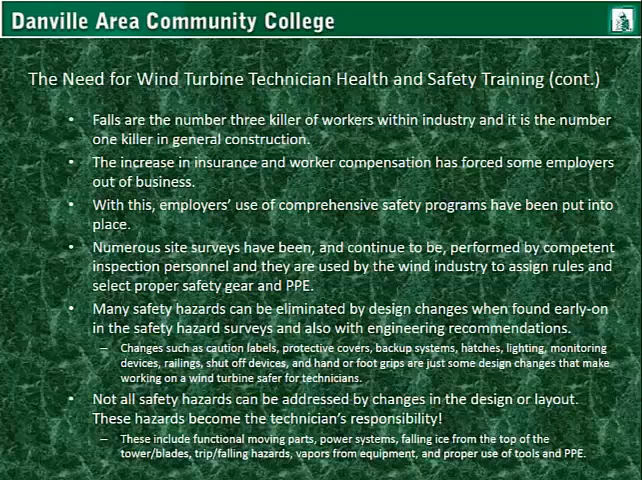 Danville Area Community College
The Need for Wind Turbine Technician Health and Safety Training (cont.)
• Falls are the number three killer of workers within industry and it is the number
one killer in general construction.
• The increase in insurance and worker compensation has forced some employers
out of business.
• With this, employers' use of comprehensive safety programs have been put into
place.
• Numerous site surveys have been, and continue to be, performed by competent
inspection personnel and they are used by the wind industry to assign rules and
select proper safety gear and PPE.
• Many safety hazards can be eliminated by design changes when found early-on
in the safety hazard surveys and also with engineering recommendations.
– Changes such as caution labels, protective covers, backup systems, hatches, lighting, monitoring
devices, railings, shut off devices, and hand or foot grips are just some design changes that make
working on a wind turbine safer for technicians.
• Not all safety hazards can be addressed by changes in the design or layout.
These hazards become the technician's responsibility!
– These include functional moving parts, power systems, falling ice from the top of the
tower/blades, trip/falling hazards, vapors from equipment, and proper use of tools and PPE.